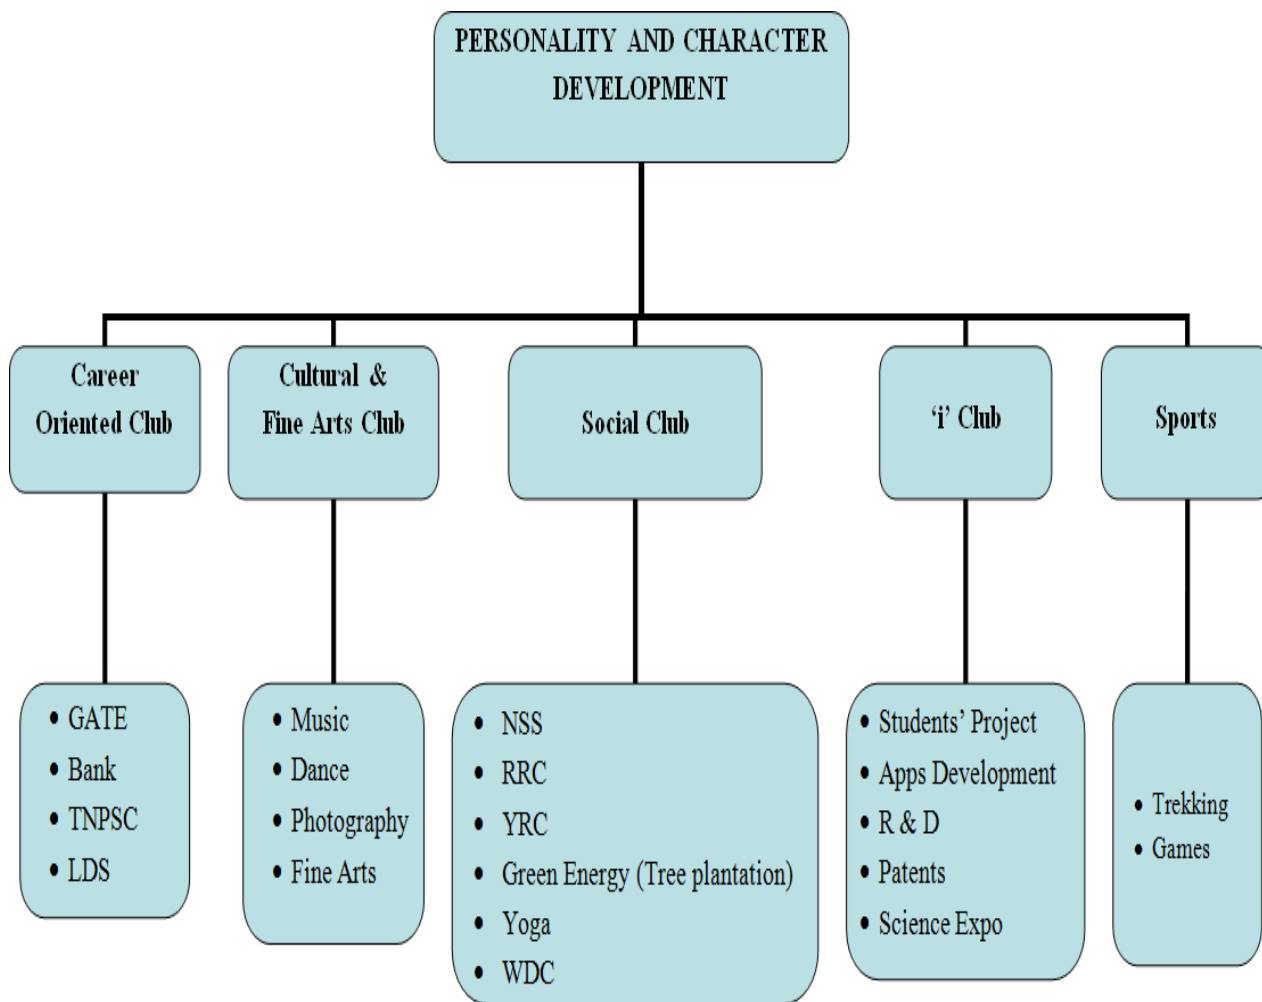 PERSONALITY AND CHARACTER
DEVELOPMENT
Career
Oriented Club
Cultural &
Fine Arts Club
Social Club
‘i’ Club
Sports
• GATE
• Bank
• TNPSC
• LDS
• Music
• Dance
• Photography
• Fine Arts
• NSS
• RRC
• YRC
• Green Energy (Tree plantation)
• Yoga
• WDC
• Students’ Project
• Apps Development
• R & D
• Patents
• Science Expo
• Trekking
• Games